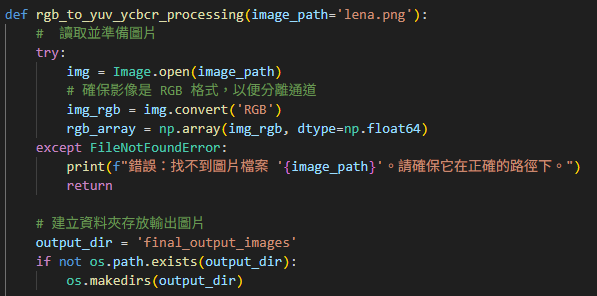 def rgb_to_yuv_ycbcr_processing(image_path='lena.png'):
    #  讀取並準備圖片
    try:
        img = Image.open(image_path)
        # 確保影像是 RGB 格式，以便分離通道
        img_rgb = img.convert('RGB')
        rgb_array = np.array(img_rgb, dtype=np.float64)
    except FileNotFoundError:
        print(f"錯誤：找不到圖片檔案 '{image_path}'。請確保它在正確的路徑下。")
        return

    # 建立資料夾存放輸出圖片
    output_dir = 'final_output_images'
    if not os.path.exists(output_dir):
        os.makedirs(output_dir)